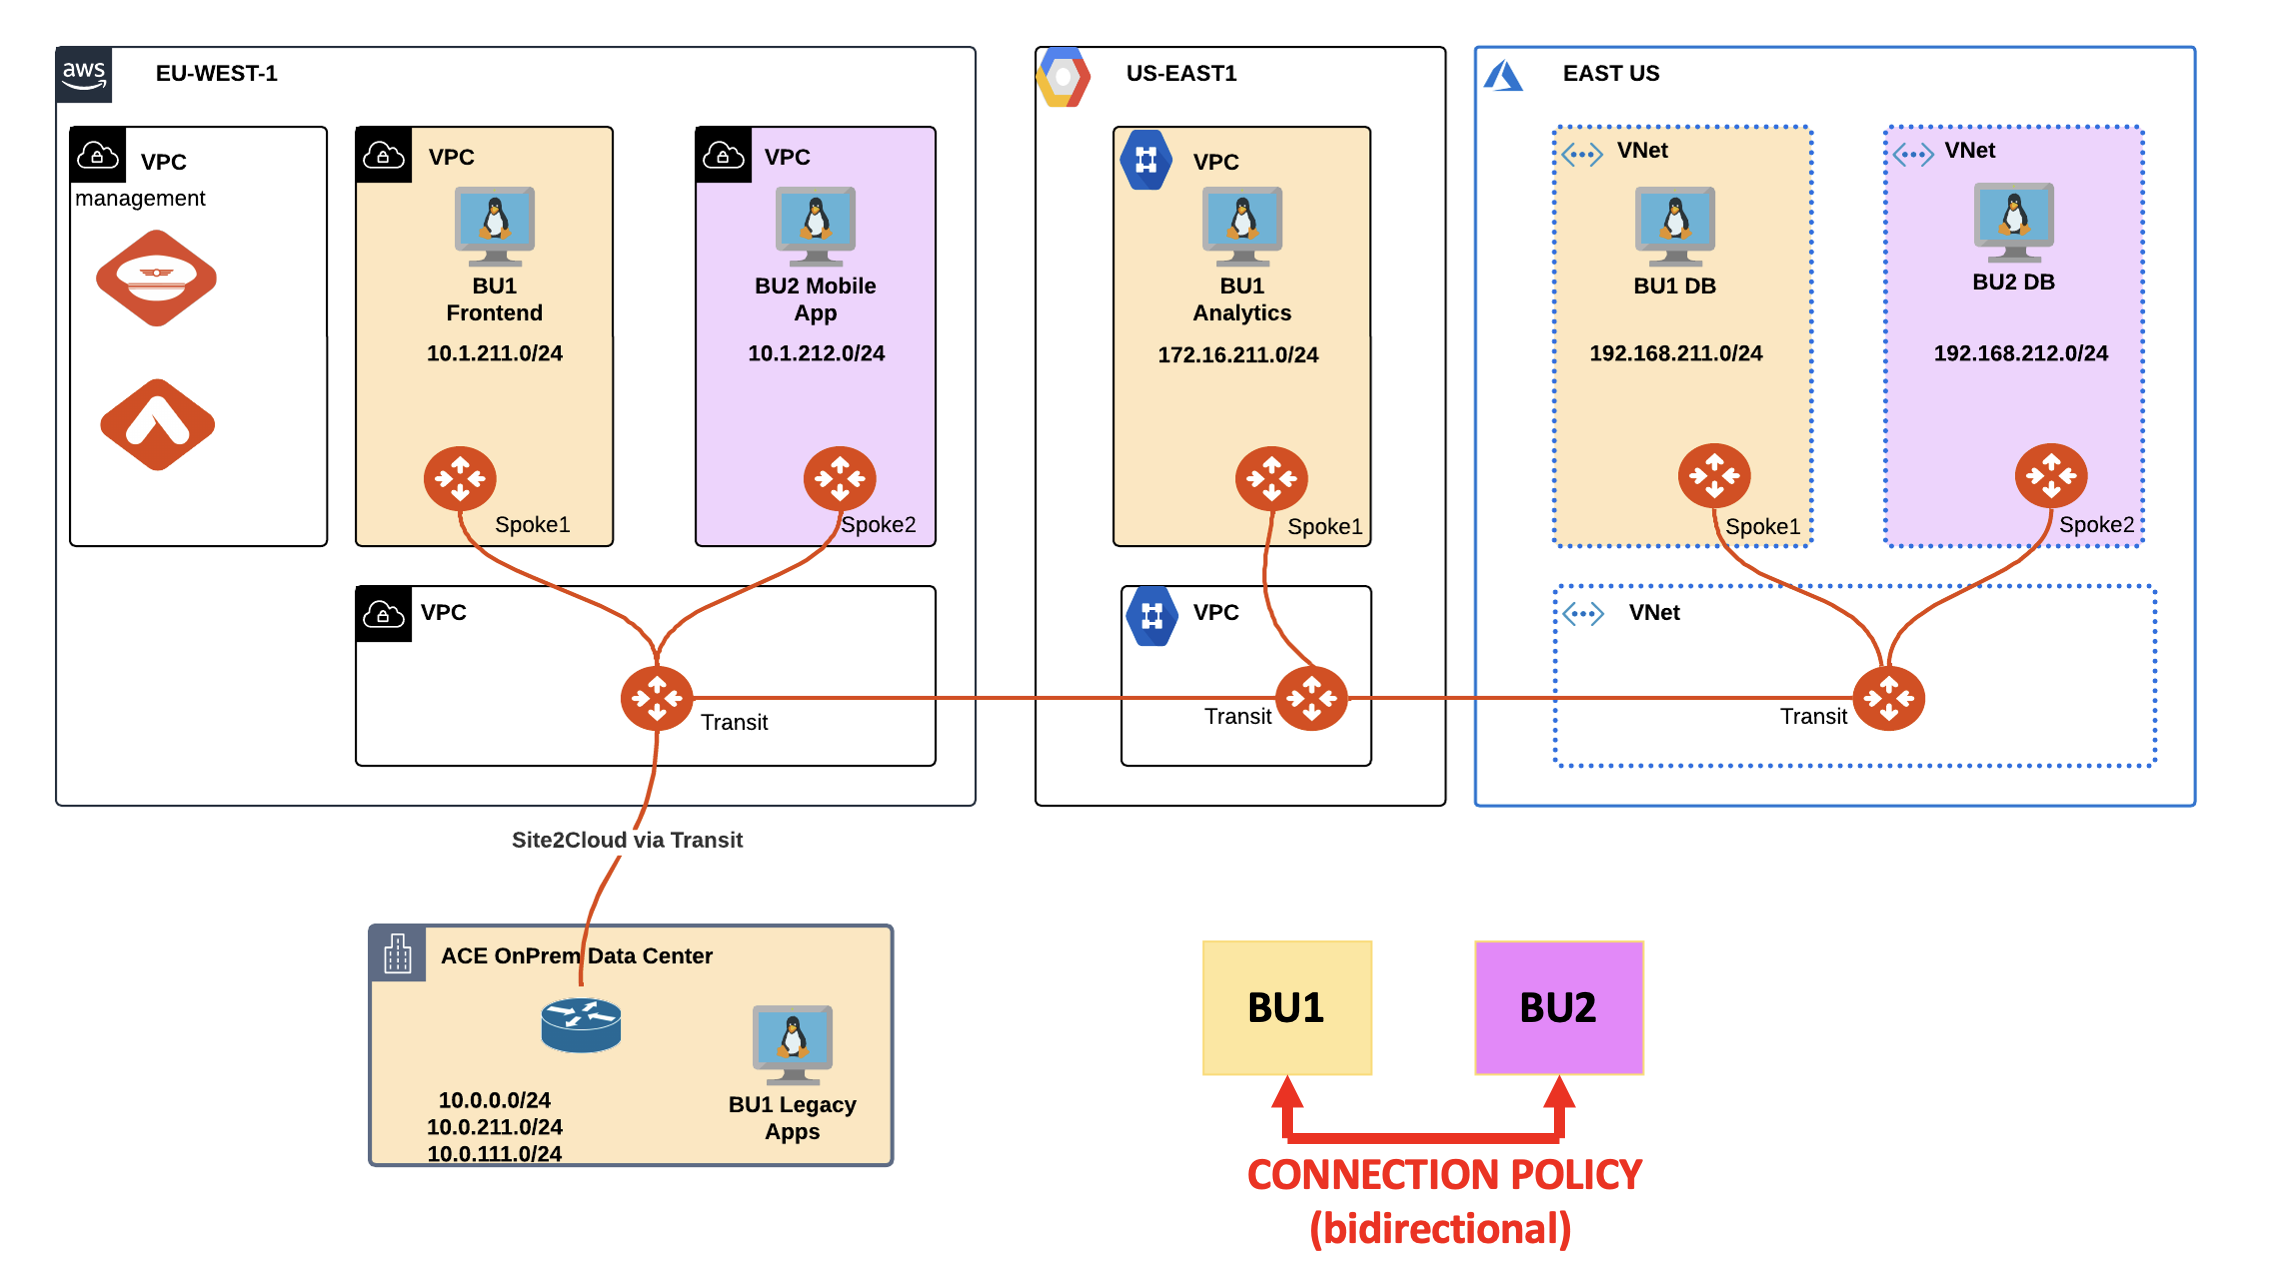 aws
EU-WEST-1
VPC
management
VPC
BU1
Frontend
10.1.211.0/24
Spoke1
VPC
BU2 Mobile
App
10.1.212.0/24
Spoke2
VPC
Transit
US-EAST1
VPC
BU1
Analytics
172.16.211.0/24
Spoke1
VPC
Transit
EAST US
VNet
BU1 DB
192.168.211.0/24
Spoke1
VNet
BU2 DB
192.168.212.0/24
Spoke2
VNet
Transit
Site2Cloud via Transit
ACE OnPrem Data Center
10.0.0.0/24
10.0.211.0/24
10.0.111.0/24
BU1 Legacy
Apps
BU1
BU2
CONNECTION POLICY
(bidirectional)